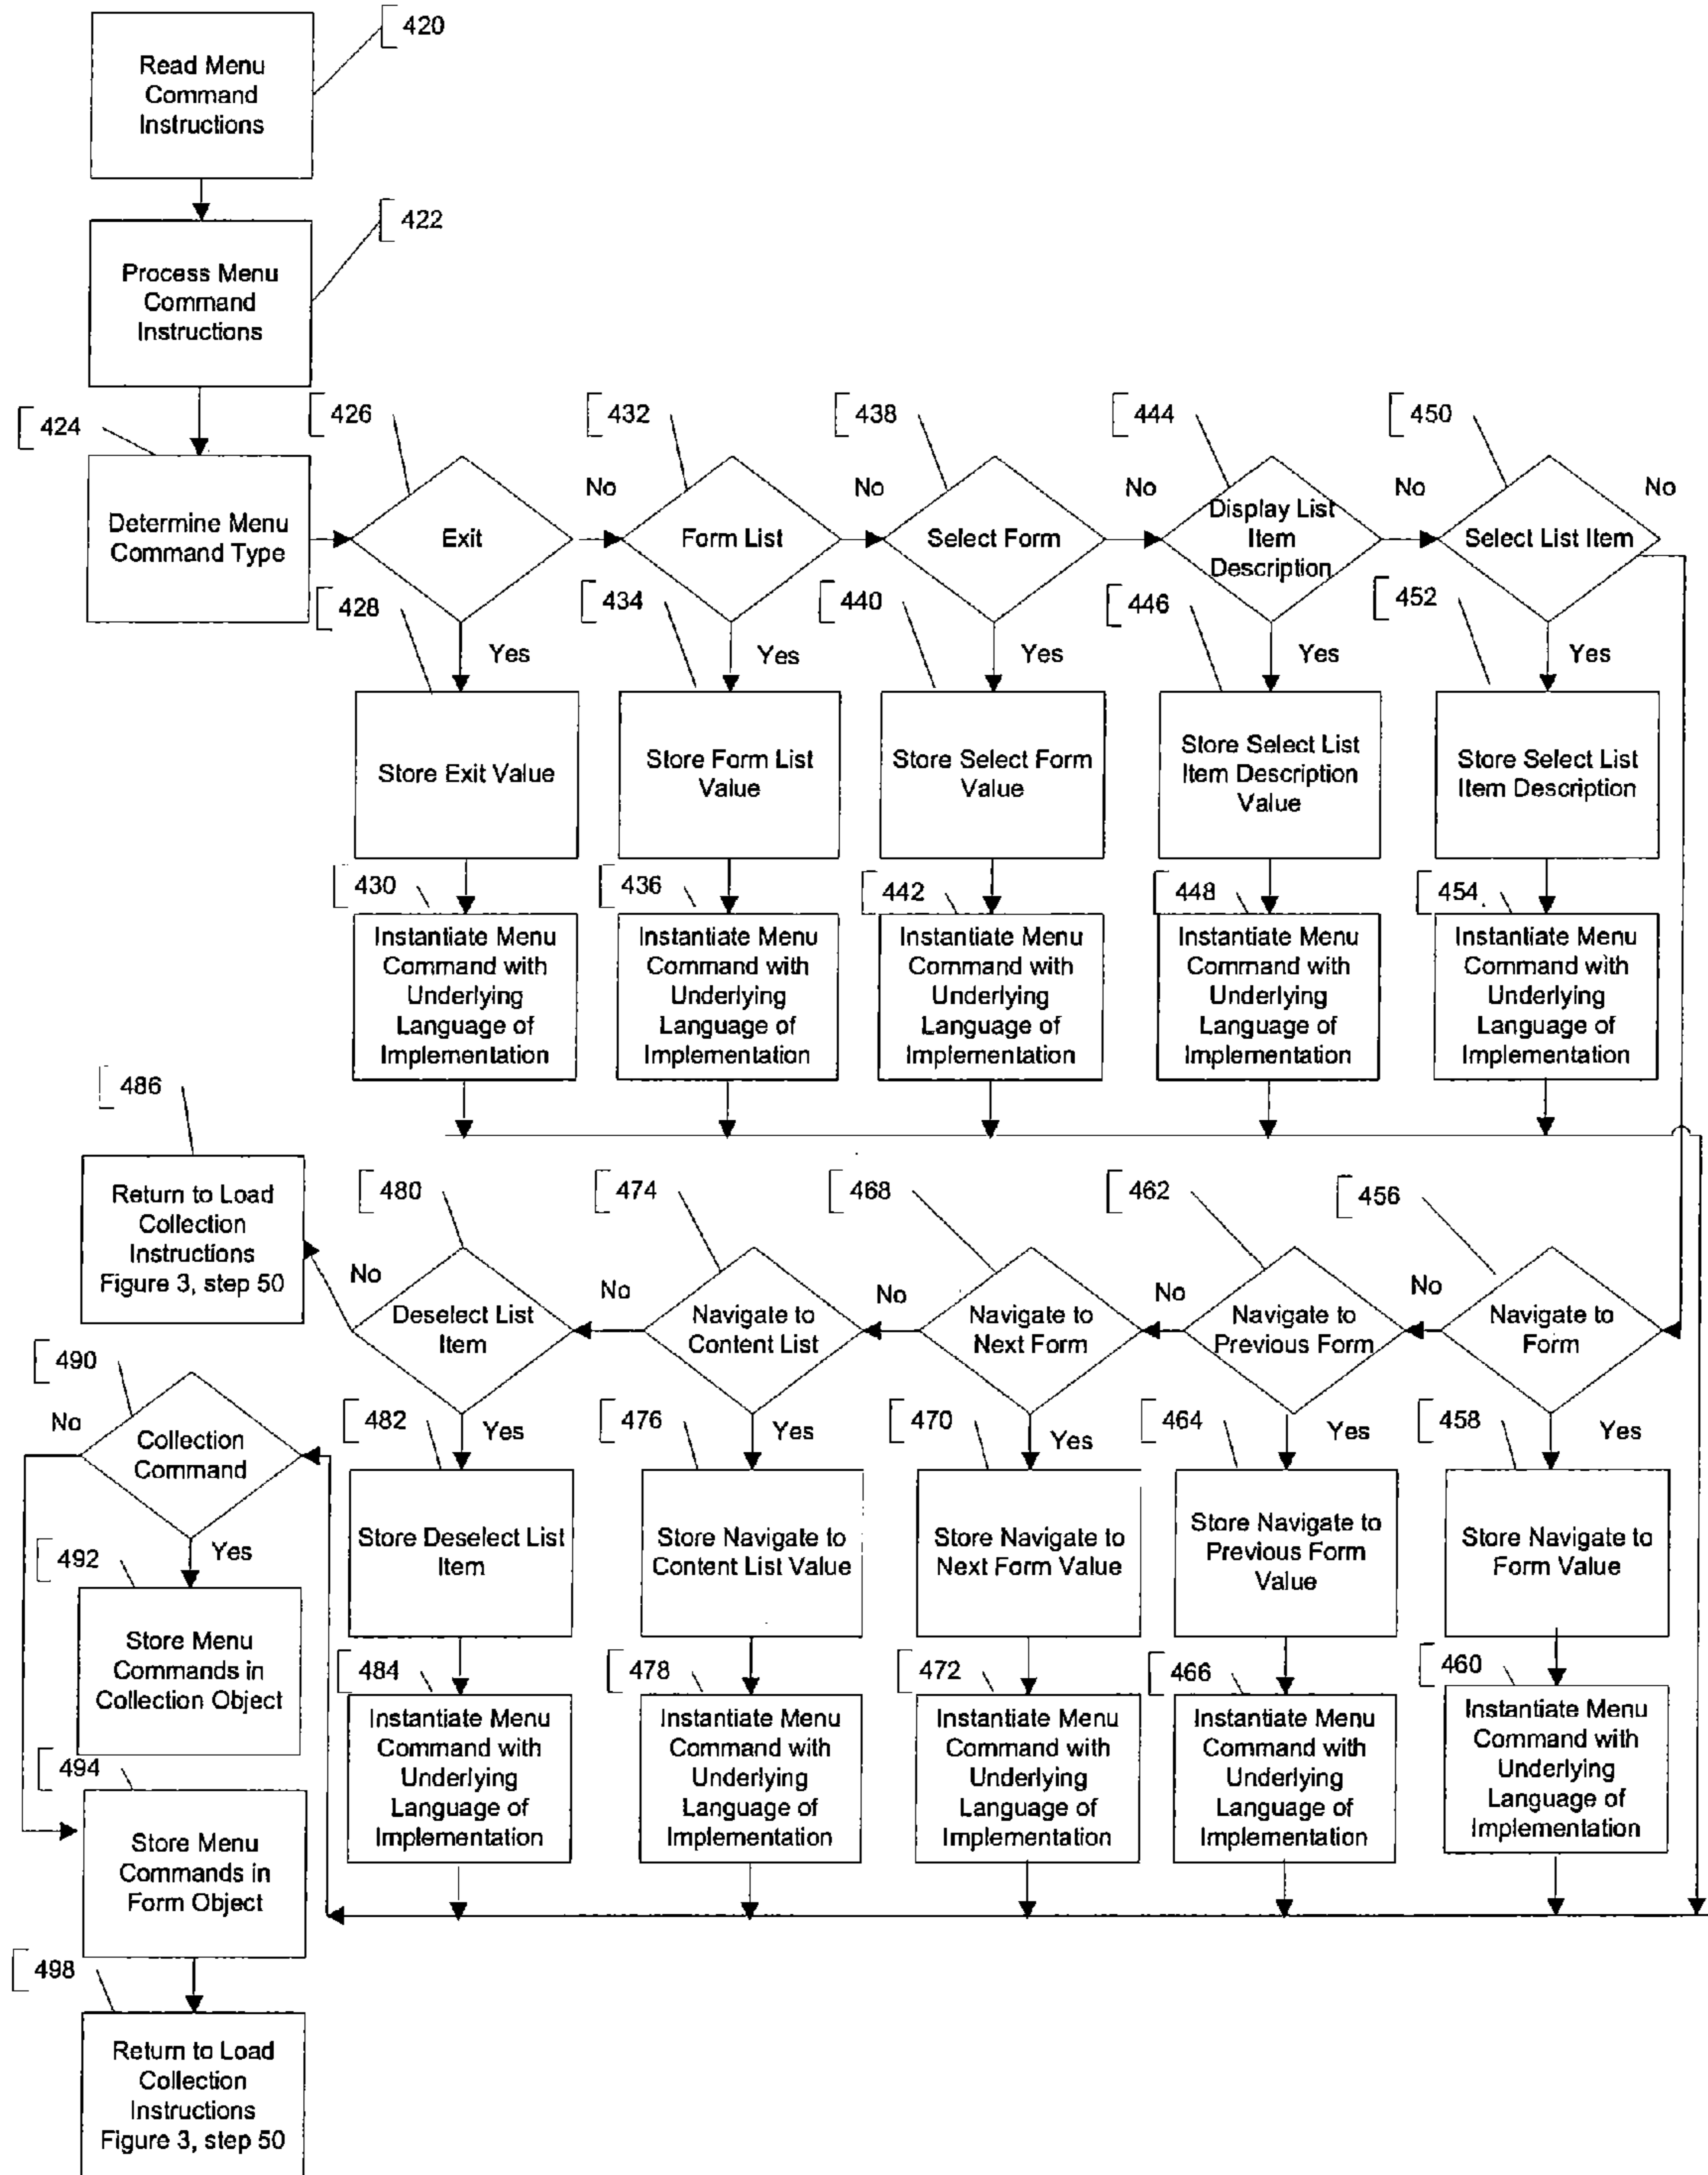 420
Read Menu
Command
Instructions
422
Process Menu
Command
Instructions
424
426
432
438
444
450
Determine Menu
Command Type
Exit
No
Form List
No
Select Form
No
Display List
Item
Description
No
Select List Item
No
428
434
440
446
452
Yes
Yes
Yes
Yes
Yes
Store Exit Value
Store Form List
Value
Store Select Form
Value
Store Select List
Item Description
Value
Store Select List
Item Description
430
436
442
448
454
Instantiate Menu
Command with
Underlying
Language of
Implementation
Instantiate Menu
Command with
Underlying
Language of
Implementation
Instantiate Menu
Command with
Underlying
Language of
Implementation
Instantiate Menu
Command with
Underlying
Language of
Implementation
Instantiate Menu
Command with
Underlying
Language of
Implementation
486
Return to Load
Collection
Instructions
Figure 3, step 50
480
474
468
462
456
No
Deselect List
Item
No
Navigate to
Content List
No
Navigate to
Next Form
No
Navigate to
Previous Form
No
Navigate to
Form
490
No
Collection
Command
482
Yes
476
Yes
470
Yes
464
Yes
458
Yes
492
Yes
Store Deselect List
Item
Store Navigate to
Content List Value
Store Navigate to
Next Form Value
Store Navigate to
Previous Form
Value
Store Navigate to
Form Value
Store Menu
Commands in
Collection Object
484
478
472
466
460
Instantiate Menu
Command with
Underlying
Language of
Implementation
Instantiate Menu
Command with
Underlying
Language of
Implementation
Instantiate Menu
Command with
Underlying
Language of
Implementation
Instantiate Menu
Command with
Underlying
Language of
Implementation
Instantiate Menu
Command with
Underlying
Language of
Implementation
494
Store Menu
Commands in
Form Object
498
Return to Load
Collection
Instructions
Figure 3, step 50